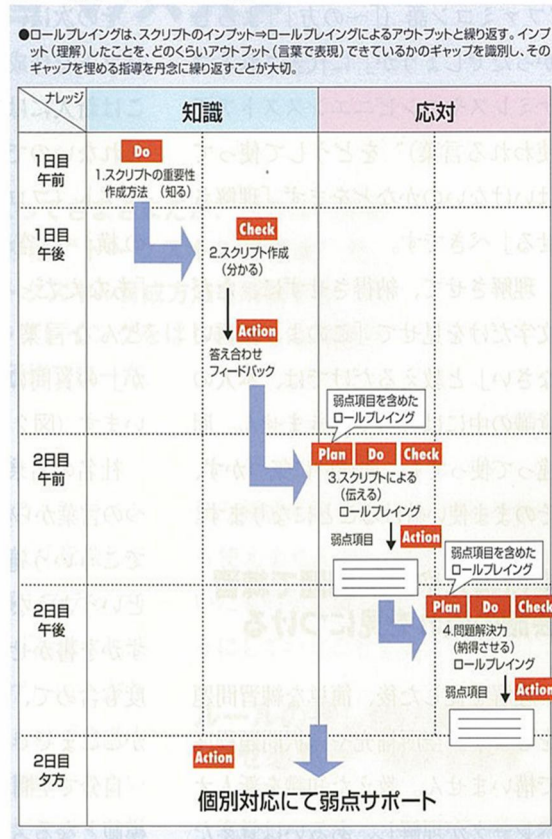 ●ロールプレイングは、スクリプトのインプット⇒ロールプレイングによるアウトプットと繰り返す。インプ
ット（理解）したことを、どのくらいアウトプット（言葉で表現）できているかのギャップを識別し、その
ギャップを埋める指導を丹念に繰り返すことが大切。
ナレッジ
知識
応対
1日目
午前
Do
1.スクリプトの重要性
作成方法 （知る）
1日目
午後
Check
2.スクリプト作成
（分かる）
Action
答え合わせ
フィードバック
2日目
午前
弱点項目を含めた
ロールプレイング
Plan Do Check
3.スクリプトによる
（伝える）
ロールプレイング
弱点項目
Action
2日目
午後
弱点項目を含めた
ロールプレイング
Plan Do Check
4.問題解決力
（納得させる）
ロールプレイング
弱点項目
Action
2日目
夕方
Action
個別対応にて弱点サポート